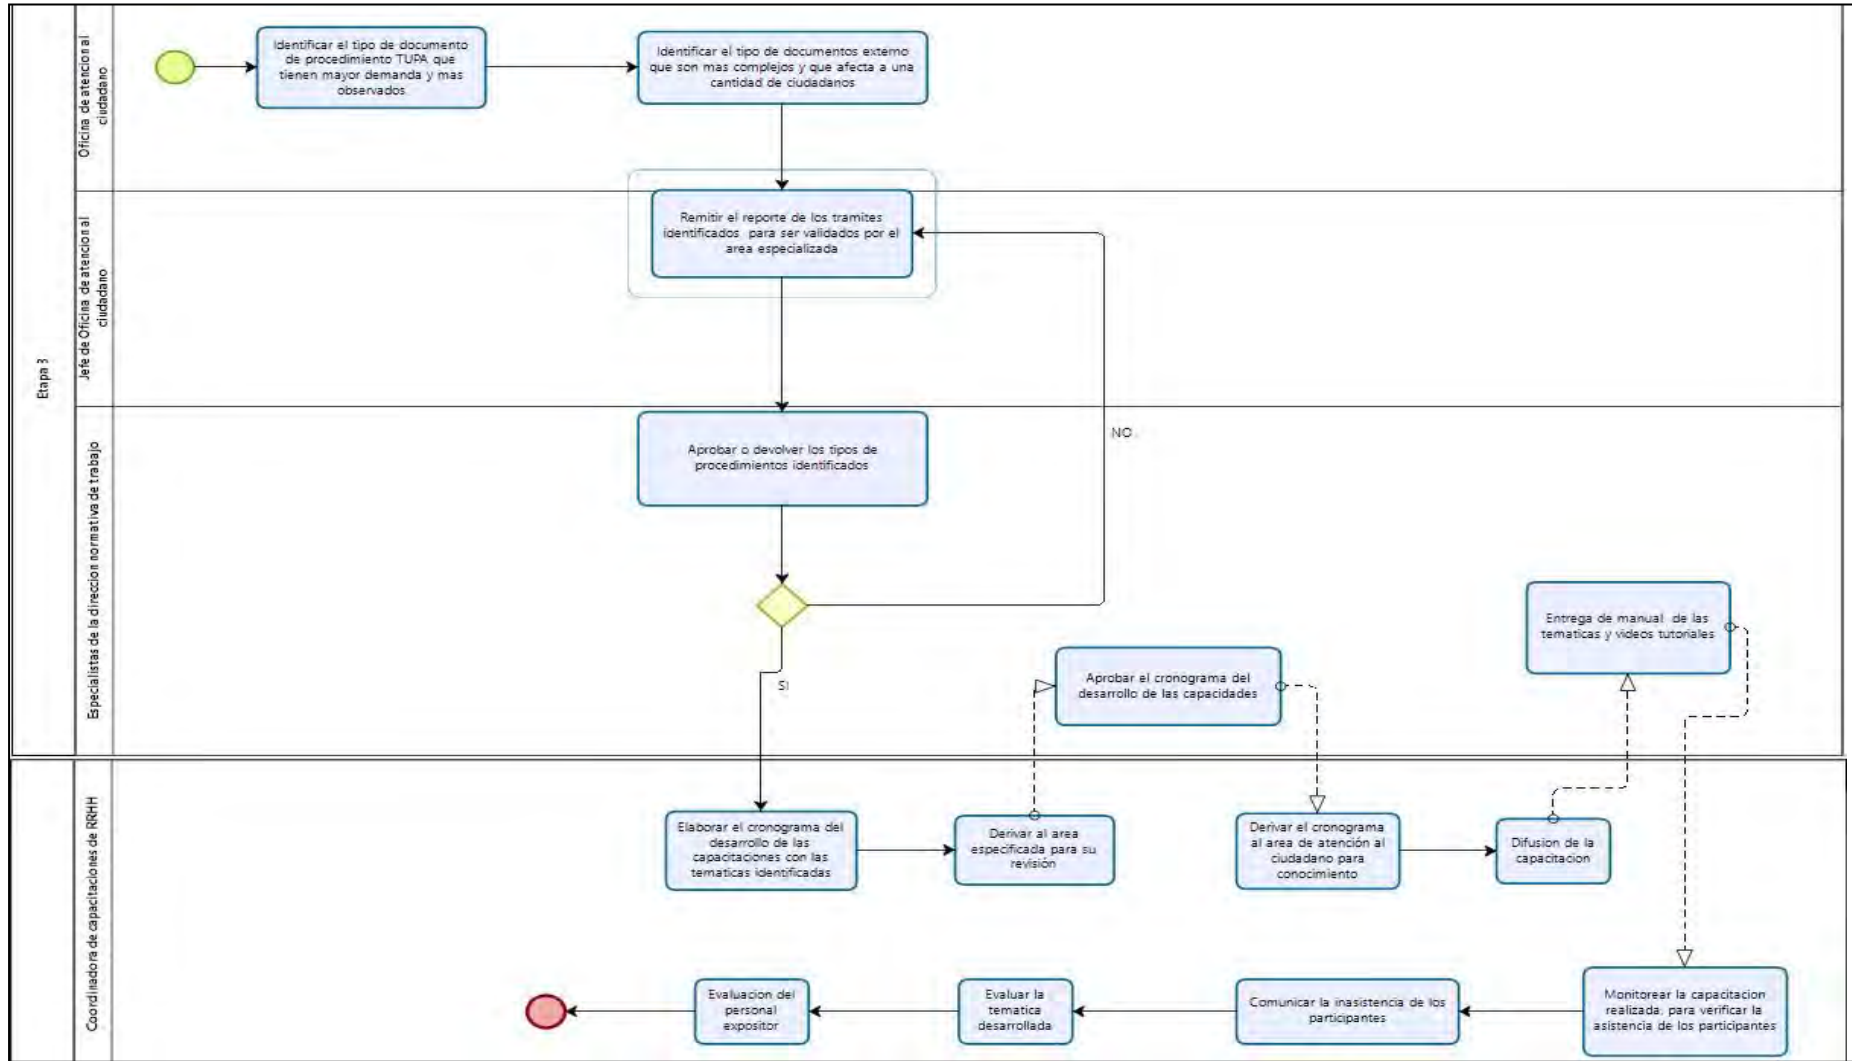 Etapa 3
Oficina de atencion al
ciudadano
Identificar el tipo de documento
de procedimiento TUPA que
tienen mayor demanda y mas
observados
Identificar el tipo de documentos externo
que son mas complejos y que afecta a una
cantidad de ciudadanos
Jefe de Oficina de atencion al
ciudadano
Remitir el reporte de los tramites
identificados para ser validados por el
area especializada
Especialistas de la direccion normativa de trabajo
Aprobar o devolver los tipos de
procedimientos identificados
NO
SI
Aprobar el cronograma del
desarrollo de las capacidades
Entrega de manual de las
tematicas y videos tutoriales
Coordinadora de capacitaciones de RRHH
Elaborar el cronograma del
desarrollo de las
capacitaciones con las
tematicas identificadas
Derivar al area
especificada para su
revisión
Derivar el cronograma
al area de atención al
ciudadano para
conocimiento
Difusion de la
capacitacion
Evaluacion del
personal
expositor
Evaluar la
tematica
desarrollada
Comunicar la inasistencia de los
participantes
Monitorear la capacitacion
realizada, para verificar la
asistencia de los participantes